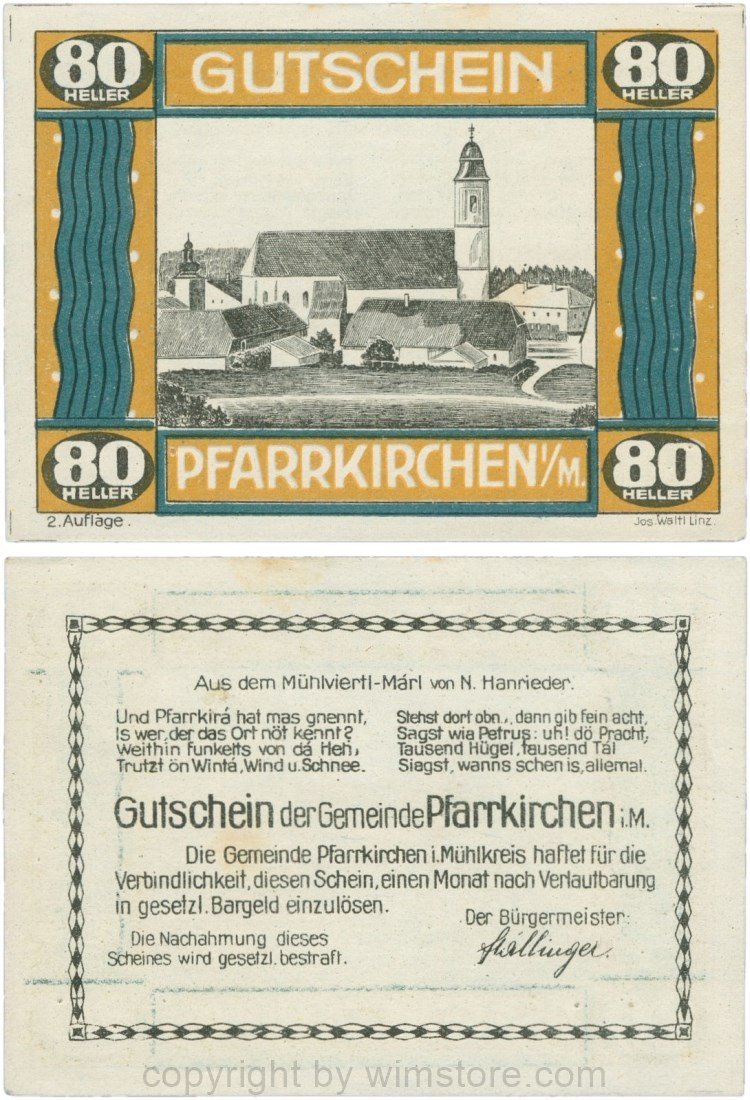 80 HELLER
GUTSCHEIN
80 HELLER
80 HELLER
PFARRKIRCHEN I/M.
80 HELLER
2. Auflage.
Jos. Wältl Linz.
Aus dem Mühlviertl-Márl von N. Hanrieder.
Und Pfarrkirá hat mas gnennt,
Is wer, der das Ort nöt kennt?
Weithin funkelts von dá Heh,
Trutzt ön Wintá, Wind u. Schnee.
Stehst dort obn., dann gib fein acht,
Sagst wia Petrus: uh! dö Pracht,
Tausend Hügel, tausend Tál
Siagst, wanns schen is, allemal.
Gutschein der Gemeinde Pfarrkirchen i. M.
Die Gemeinde Pfarrkirchen i. Mühlkreis haftet für die
Verbindlichkeit, diesen Schein, einen Monat nach Verlautbarung
in gesetzl. Bargeld einzulösen.
Der Bürgermeister:
Die Nachahmung dieses
Scheines wird gesetzl. bestraft.
copyright by wimstore.com